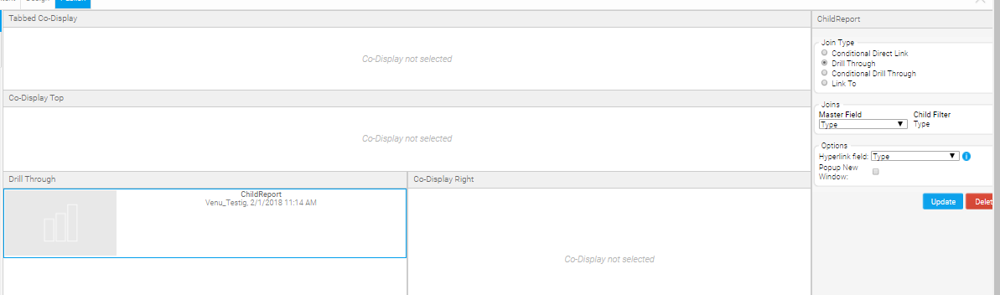 Design
Publish
Tabbed Co-Display
Co-Display not selected
Co-Display Top
Co-Display not selected
Drill Through
ChildReport
Venu_Testig, 2/1/2018 11:14 AM
Co-Display Right
Co-Display not selected
ChildReport
Join Type
Conditional Direct Link
Drill Through
Conditional Drill Through
Link To
Joins
Master Field Child Filter
Type Type
Options
Hyperlink field: Type
Popup New
Window:
Update Delet